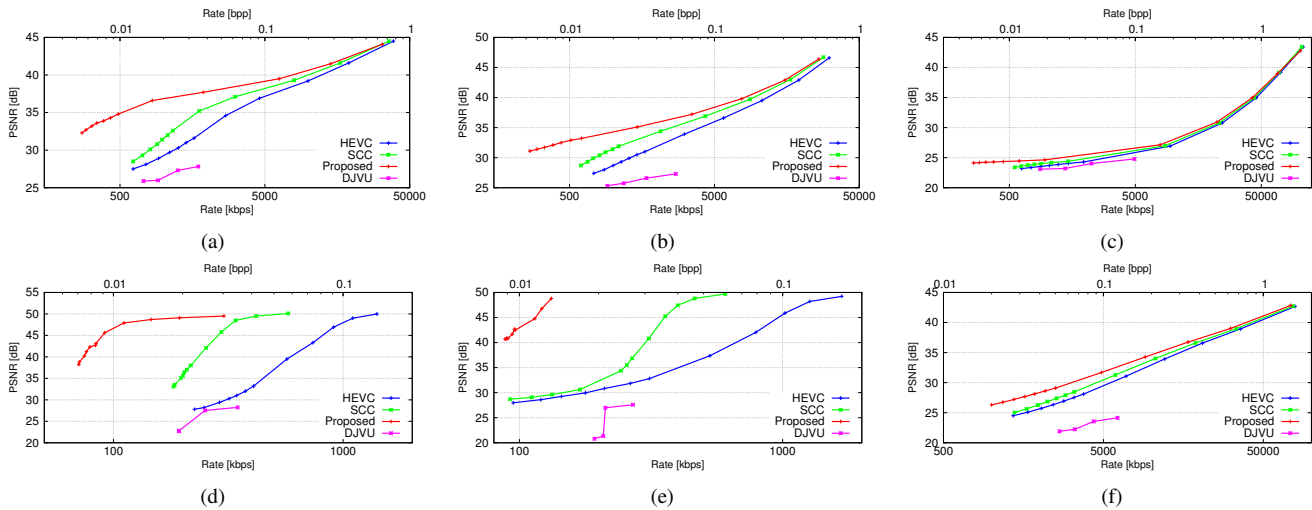 Rate [bpp]
0.01 0.1 1
45
40
35
30
25
PSNR [dB]
HEVC
SCC
Proposed
DJVU
500 5000 50000
Rate [kbps]
(a)
Rate [bpp]
0.01 0.1 1
50
45
40
35
30
25
PSNR [dB]
HEVC
SCC
Proposed
DJVU
500 5000 50000
Rate [kbps]
(b)
Rate [bpp]
0.01 0.1 1
45
40
35
30
25
20
PSNR [dB]
HEVC
SCC
Proposed
DJVU
500 5000 50000
Rate [kbps]
(c)
Rate [bpp]
0.01 0.1
55
50
45
40
35
30
25
20
PSNR [dB]
HEVC
SCC
Proposed
DJVU
100 1000
Rate [kbps]
(d)
Rate [bpp]
0.01 0.1
50
45
40
35
30
25
20
PSNR [dB]
HEVC
SCC
Proposed
DJVU
100 1000
Rate [kbps]
(e)
Rate [bpp]
0.01 0.1 1
45
40
35
30
25
20
PSNR [dB]
HEVC
SCC
Proposed
DJVU
500 5000 50000
Rate [kbps]
(f)